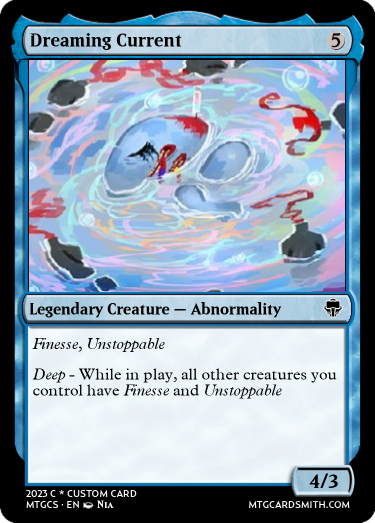 Dreaming Current 5
Legendary Creature — Abnormality
Finesse, Unstoppable
Deep - While in play, all other creatures you
control have Finesse and Unstoppable
4/3
2023 C * CUSTOM CARD
MTGCS · EN NIA MTGCARDSMITH.COM